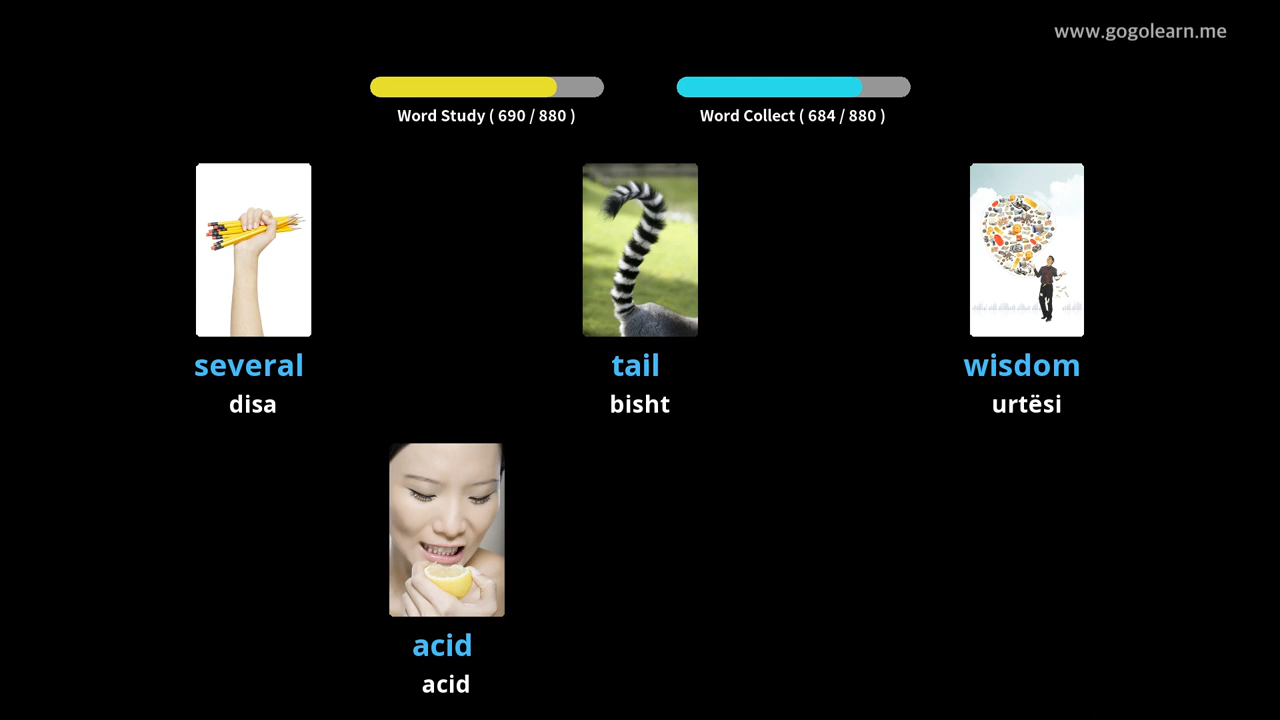 www.gogolearn.me
Word Study ( 690 / 880 )
Word Collect ( 684 / 880 )
several
disa
tail
bisht
wisdom
urtësi
acid
acid